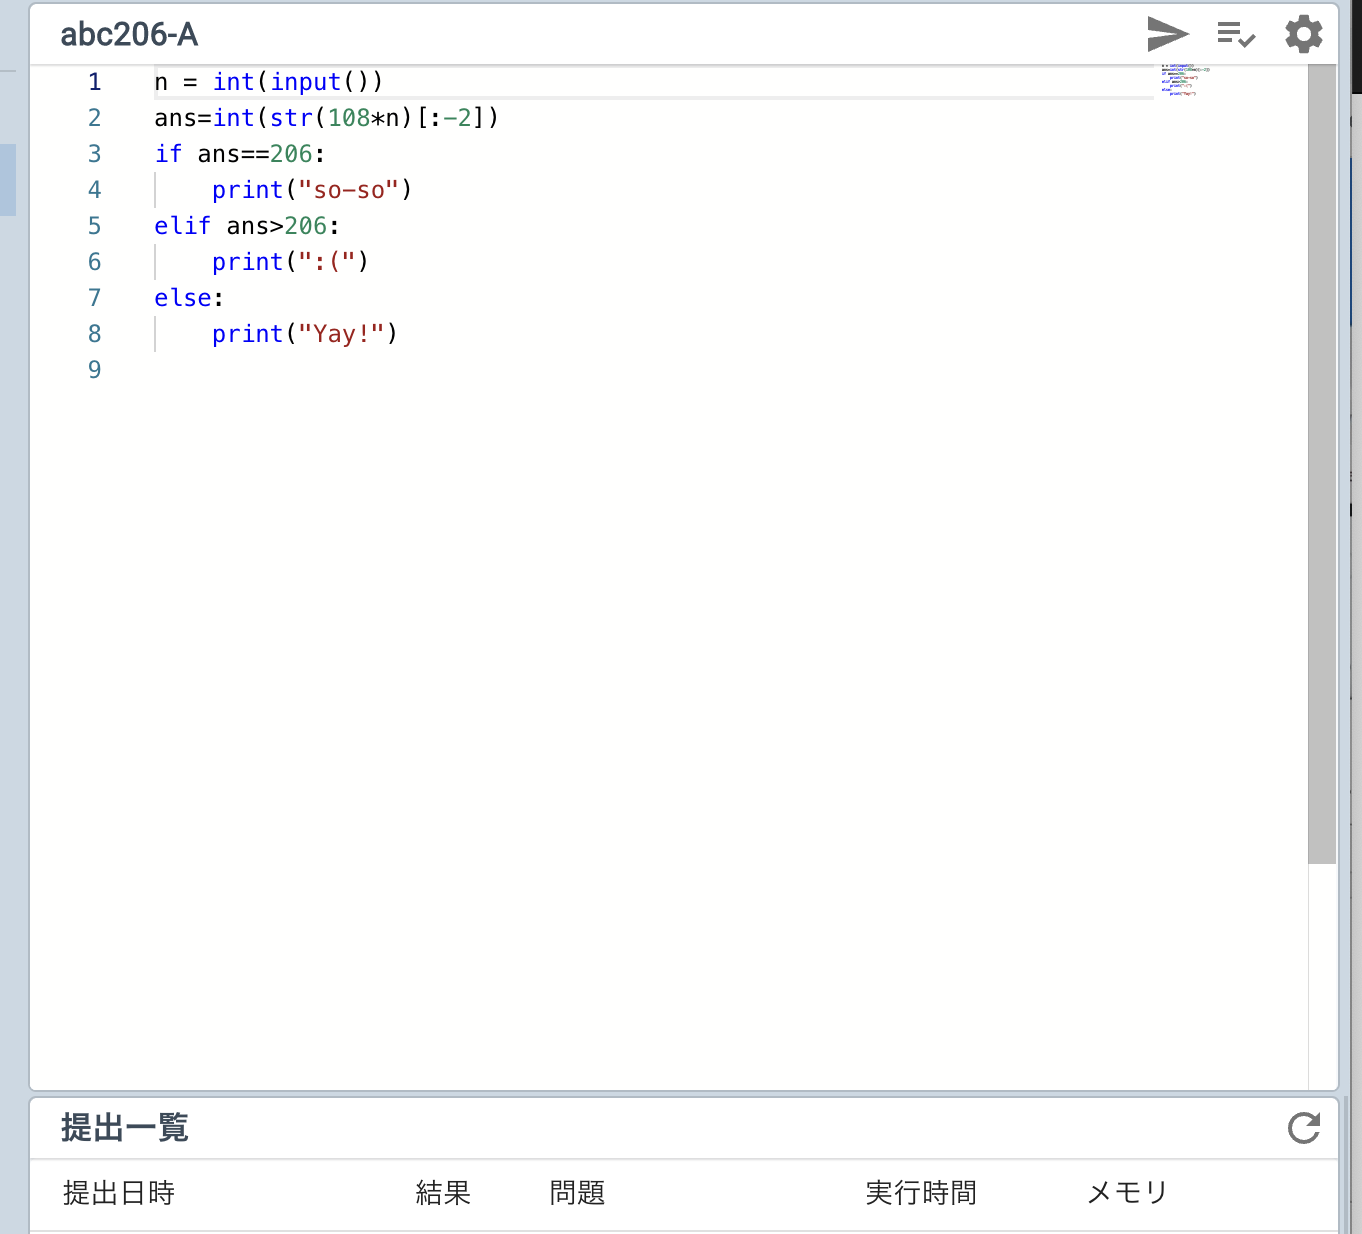 abc206-A
1 n = int(input())
2 ans=int(str(108*n)[:-2])
3 if ans==206:
4     print("so-so")
5 elif ans>206:
6     print(":(")
7 else:
8     print("Yay!")
9
提出一覧
提出日時 結果 問題 実行時間 メモリ